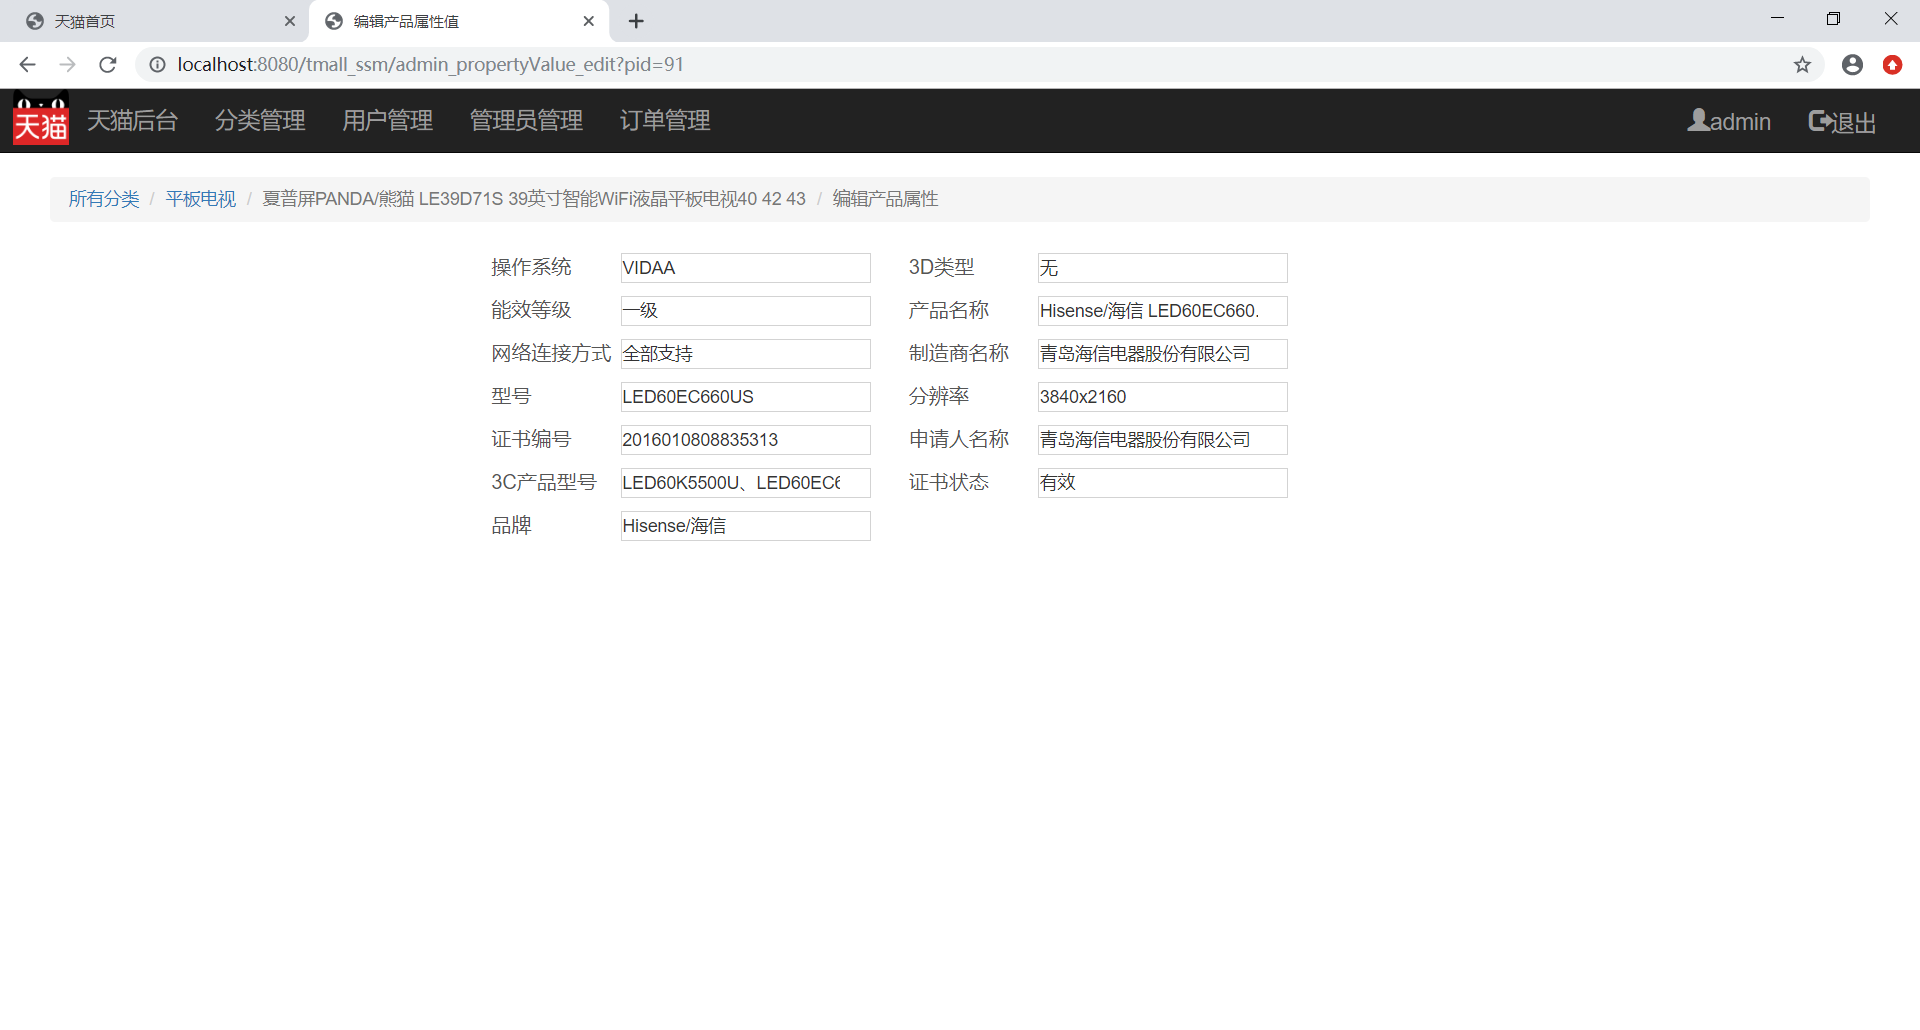 天猫首页
编辑产品属性值
localhost:8080/tmall_ssm/admin_propertyValue_edit?pid=91
天猫 天猫后台 分类管理 用户管理 管理员管理 订单管理 admin 退出
所有分类 / 平板电视 / 夏普屏PANDA/熊猫 LE39D71S 39英寸智能WiFi液晶平板电视40 42 43 / 编辑产品属性
操作系统 VIDAA 3D类型 无
能效等级 一级 产品名称 Hisense/海信 LED60EC660.
网络连接方式 全部支持 制造商名称 青岛海信电器股份有限公司
型号 LED60EC660US 分辨率 3840x2160
证书编号 2016010808835313 申请人名称 青岛海信电器股份有限公司
3C产品型号 LED60K5500U、LED60EC6 证书状态 有效
品牌 Hisense/海信